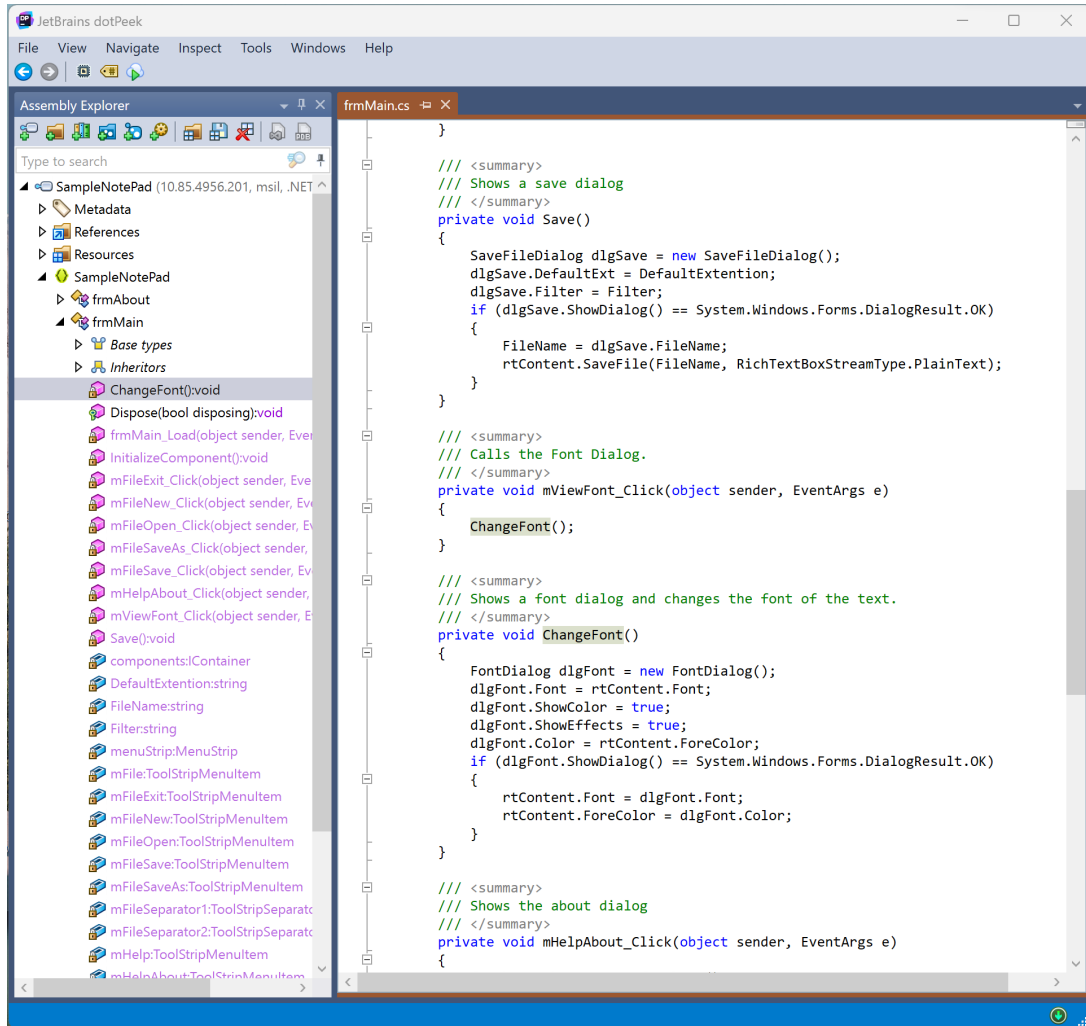 JetBrains dotPeek
File View Navigate Inspect Tools Windows Help
Assembly Explorer
Type to search
SampleNotePad (10.85.4956.201, msil, .NET
Metadata
References
Resources
SampleNotePad
frmAbout
frmMain
Base types
Inheritors
ChangeFont():void
Dispose(bool disposing):void
frmMain_Load(object sender, Even
InitializeComponent():void
mFileExit_Click(object sender, Eve
mFileNew_Click(object sender, Eve
mFileOpen_Click(object sender, Ev
mFileSaveAs_Click(object sender,
mFileSave_Click(object sender, Ev
mHelpAbout_Click(object sender,
mViewFont_Click(object sender, E
Save():void
components:IContainer
DefaultExtention:string
FileName:string
Filter:string
menuStrip:MenuStrip
mFile:ToolStripMenuItem
mFileExit:ToolStripMenuItem
mFileNew:ToolStripMenuItem
mFileOpen:ToolStripMenuItem
mFileSave:ToolStripMenuItem
mFileSaveAs:ToolStripMenuItem
mFileSeparator1:ToolStripSeparato
mFileSeparator2:ToolStripSeparato
mHelp:ToolStripMenuItem
mHelpAbout:ToolStripMenuItem
frmMain.cs
}
/// <summary>
/// Shows a save dialog
/// </summary>
private void Save()
{
SaveFileDialog dlgSave = new SaveFileDialog();
dlgSave.DefaultExt = DefaultExtention;
dlgSave.Filter = Filter;
if (dlgSave.ShowDialog() == System.Windows.Forms.DialogResult.OK)
{
FileName = dlgSave.FileName;
rtContent.SaveFile(FileName, RichTextBoxStreamType.PlainText);
}
}
/// <summary>
/// Calls the Font Dialog.
/// </summary>
private void mViewFont_Click(object sender, EventArgs e)
{
ChangeFont();
}
/// <summary>
/// Shows a font dialog and changes the font of the text.
/// </summary>
private void ChangeFont()
{
FontDialog dlgFont = new FontDialog();
dlgFont.Font = rtContent.Font;
dlgFont.ShowColor = true;
dlgFont.ShowEffects = true;
dlgFont.Color = rtContent.ForeColor;
if (dlgFont.ShowDialog() == System.Windows.Forms.DialogResult.OK)
{
rtContent.Font = dlgFont.Font;
rtContent.ForeColor = dlgFont.Color;
}
}
/// <summary>
/// Shows the about dialog
/// </summary>
private void mHelpAbout_Click(object sender, EventArgs e)
{